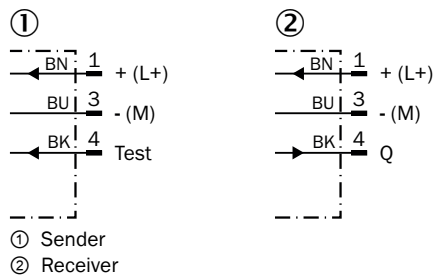 ① ②
BN 1 + (L+) BN 1 + (L+)
BU 3 - (M) BU 3 - (M)
BK 4 Test BK 4 Q
① Sender
② Receiver